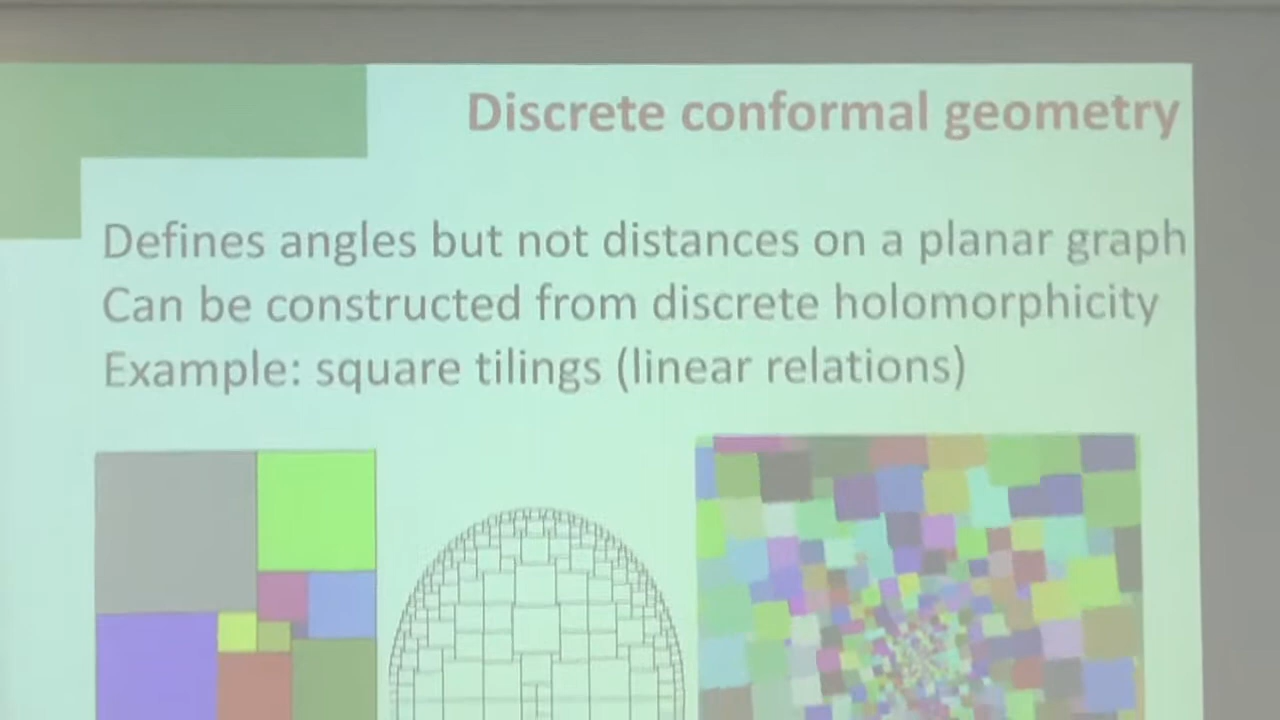 Discrete conformal geometry
Defines angles but not distances on a planar graph
Can be constructed from discrete holomorphicity
Example: square tilings (linear relations)